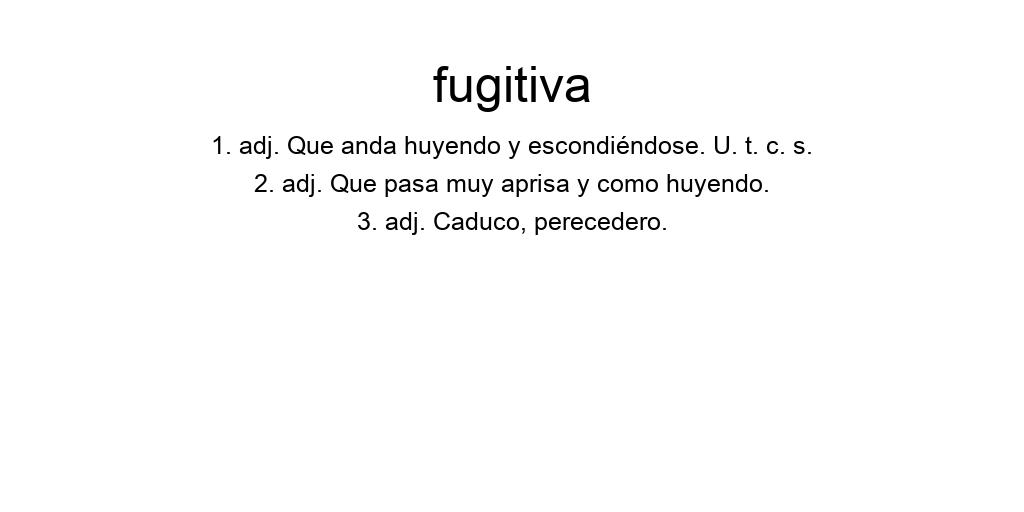 fugitiva
1. adj. Que anda huyendo y escondiéndose. U. t. c. s.
2. adj. Que pasa muy aprisa y como huyendo.
3. adj. Caduco, perecedero.